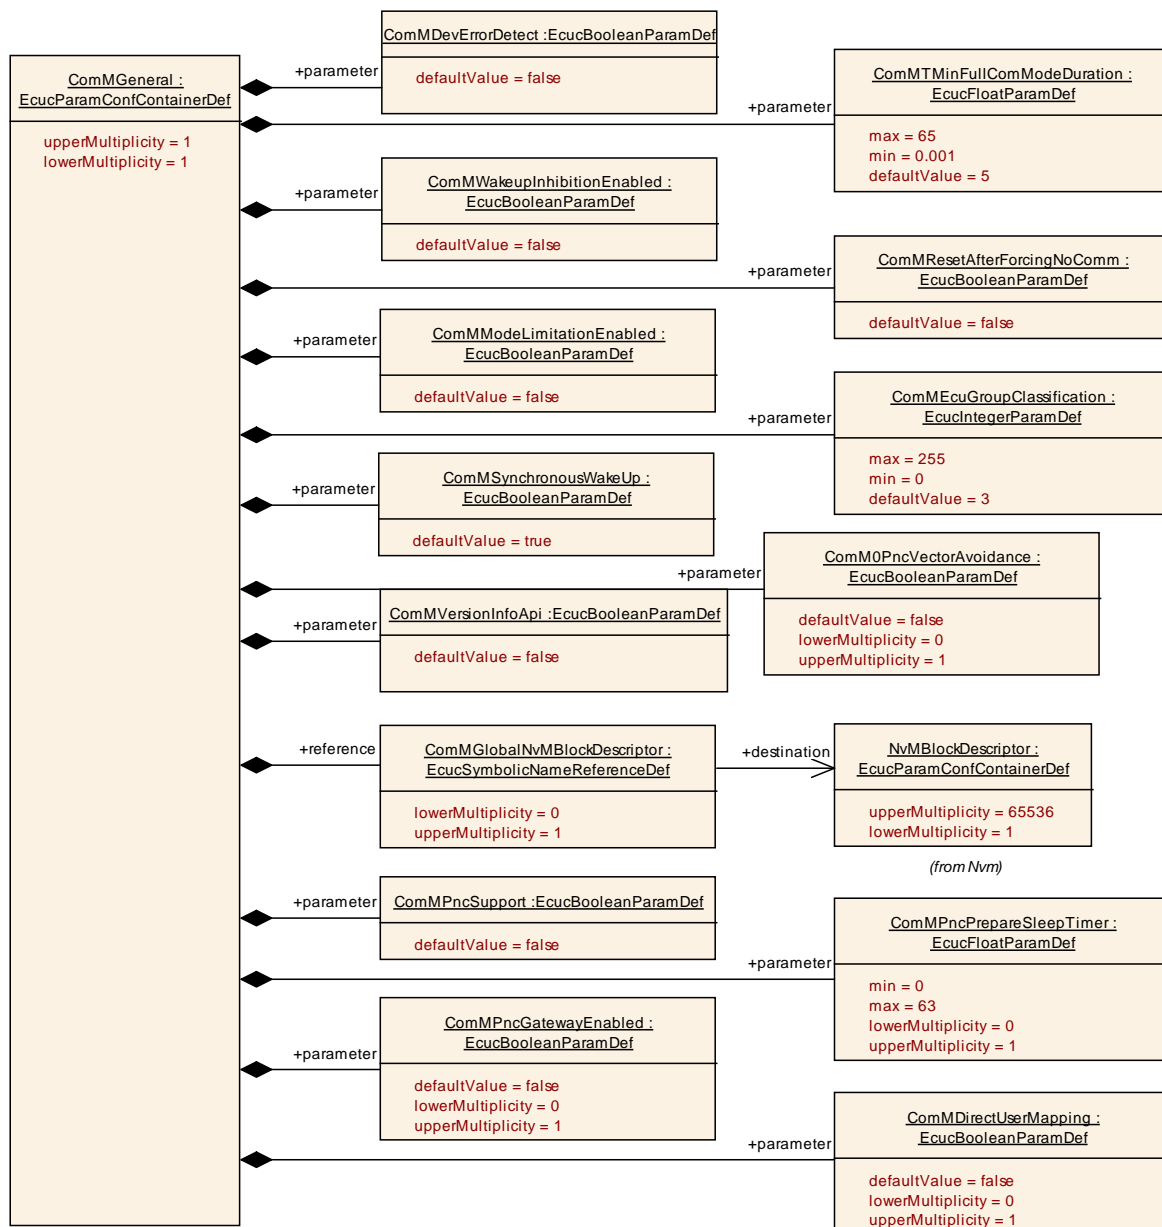 ComMGeneral :
EcucParamConfContainerDef
upperMultiplicity = 1
lowerMultiplicity = 1
+parameter
ComMDevErrorDetect :EcucBooleanParamDef
defaultValue = false
+parameter
ComMTMinFullComModeDuration :
EcucFloatParamDef
max = 65
min = 0.001
defaultValue = 5
+parameter
ComMWakeupInhibitionEnabled :
EcucBooleanParamDef
defaultValue = false
+parameter
ComMResetAfterForcingNoComm :
EcucBooleanParamDef
defaultValue = false
+parameter
ComMModeLimitationEnabled :
EcucBooleanParamDef
defaultValue = false
+parameter
ComMEcuGroupClassification :
EcucIntegerParamDef
max = 255
min = 0
defaultValue = 3
+parameter
ComMSynchronousWakeUp :
EcucBooleanParamDef
defaultValue = true
+parameter
ComM0PncVectorAvoidance :
EcucBooleanParamDef
defaultValue = false
lowerMultiplicity = 0
upperMultiplicity = 1
+parameter
ComMVersionInfoApi :EcucBooleanParamDef
defaultValue = false
+reference
ComMGlobalNvMBlockDescriptor :
EcucSymbolicNameReferenceDef
lowerMultiplicity = 0
upperMultiplicity = 1
+destination
NvMBlockDescriptor :
EcucParamConfContainerDef
upperMultiplicity = 65536
lowerMultiplicity = 1
(from Nvm)
+parameter
ComMPncSupport :EcucBooleanParamDef
defaultValue = false
+parameter
ComMPncPrepareSleepTimer :
EcucFloatParamDef
min = 0
max = 63
lowerMultiplicity = 0
upperMultiplicity = 1
+parameter
ComMPncGatewayEnabled :
EcucBooleanParamDef
defaultValue = false
lowerMultiplicity = 0
upperMultiplicity = 1
+parameter
ComMDirectUserMapping :
EcucBooleanParamDef
defaultValue = false
lowerMultiplicity = 0
upperMultiplicity = 1